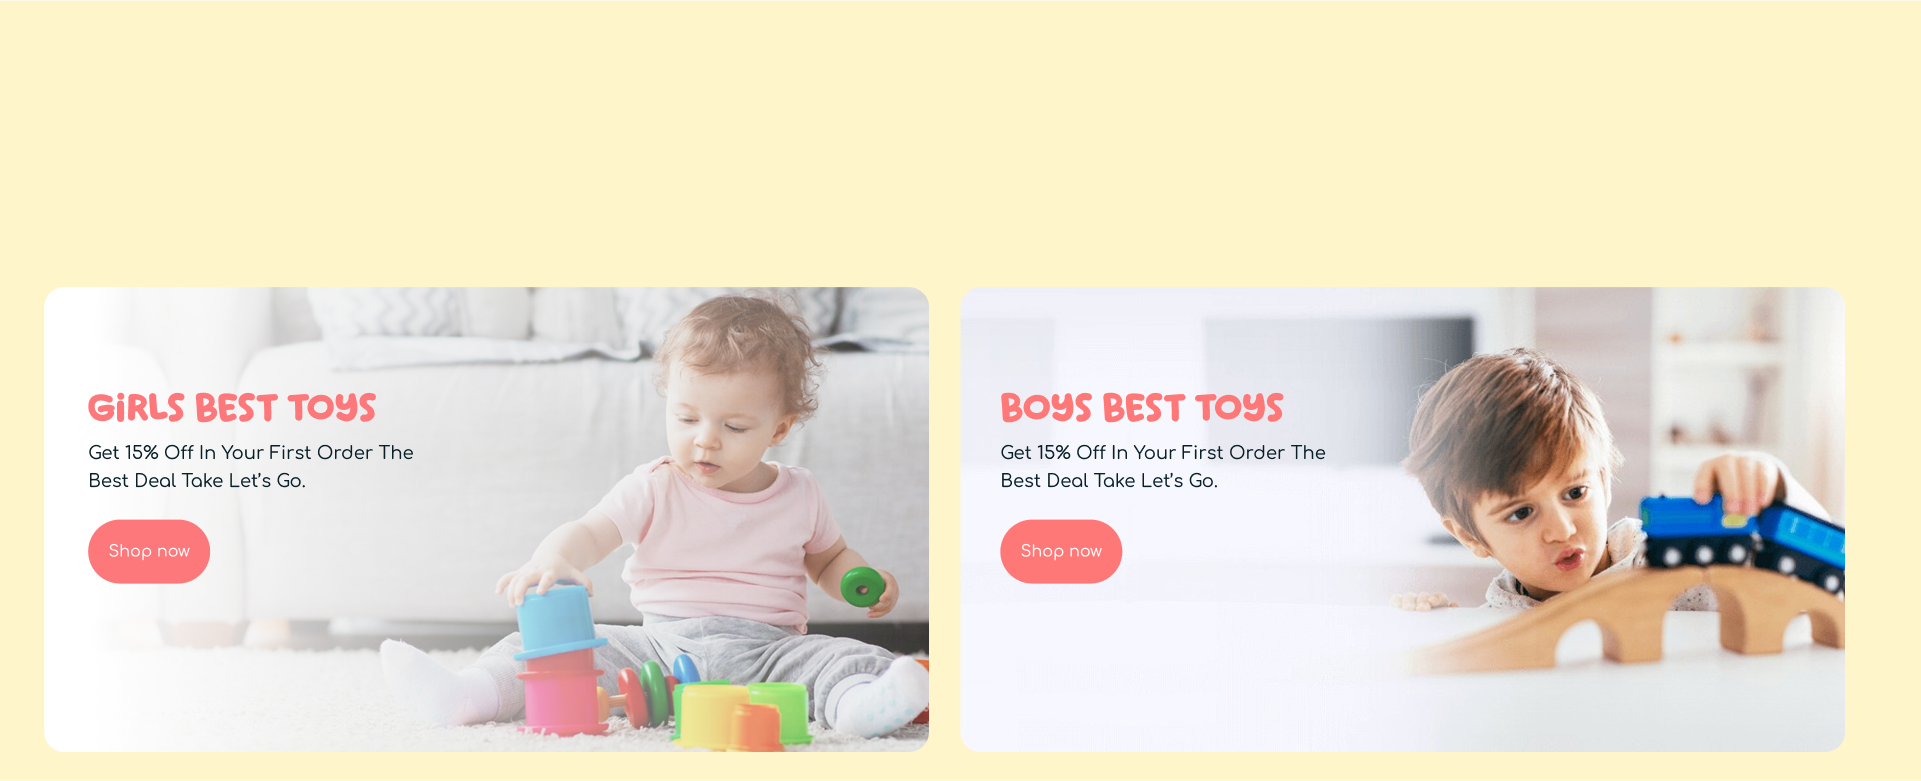 GiRLS BEST TOYS
Get 15% Off In Your First Order The
Best Deal Take Let’s Go.
Shop now
BOYS BEST TOYS
Get 15% Off In Your First Order The
Best Deal Take Let’s Go.
Shop now